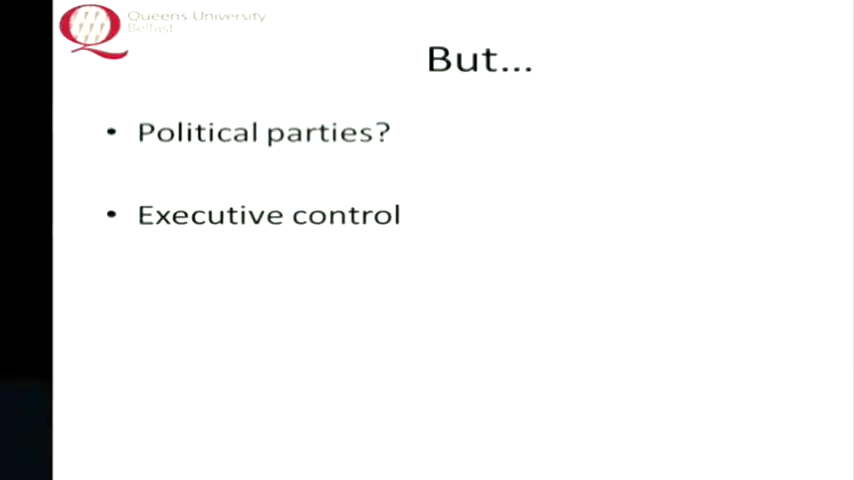 Queens University
Belfast
But...
• Political parties?
• Executive control